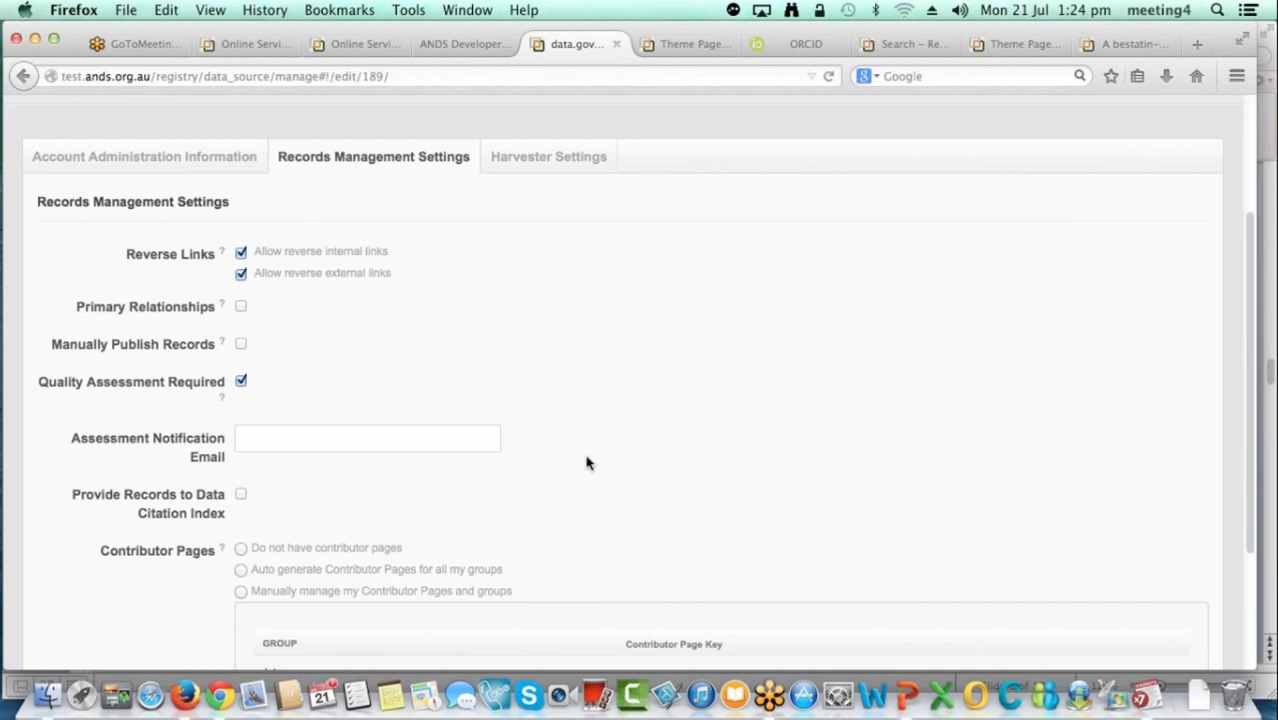 Firefox File Edit View History Bookmarks Tools Window Help Mon 21 Jul 1:24 pm meeting4
GoToMeetin... Online Servi... Online Servi... ANDS Developer... data.gov... Theme Page... ORCID Search – Re... Theme Page... A bestatin-...
test.ands.org.au/registry/data_source/manage#!/edit/189/ Google
Account Administration Information Records Management Settings Harvester Settings
Records Management Settings
Reverse Links ? Allow reverse internal links
Allow reverse external links
Primary Relationships ?
Manually Publish Records ?
Quality Assessment Required
?
Assessment Notification
Email
Provide Records to Data
Citation Index
Contributor Pages ? Do not have contributor pages
Auto generate Contributor Pages for all my groups
Manually manage my Contributor Pages and groups
GROUP Contributor Page Key